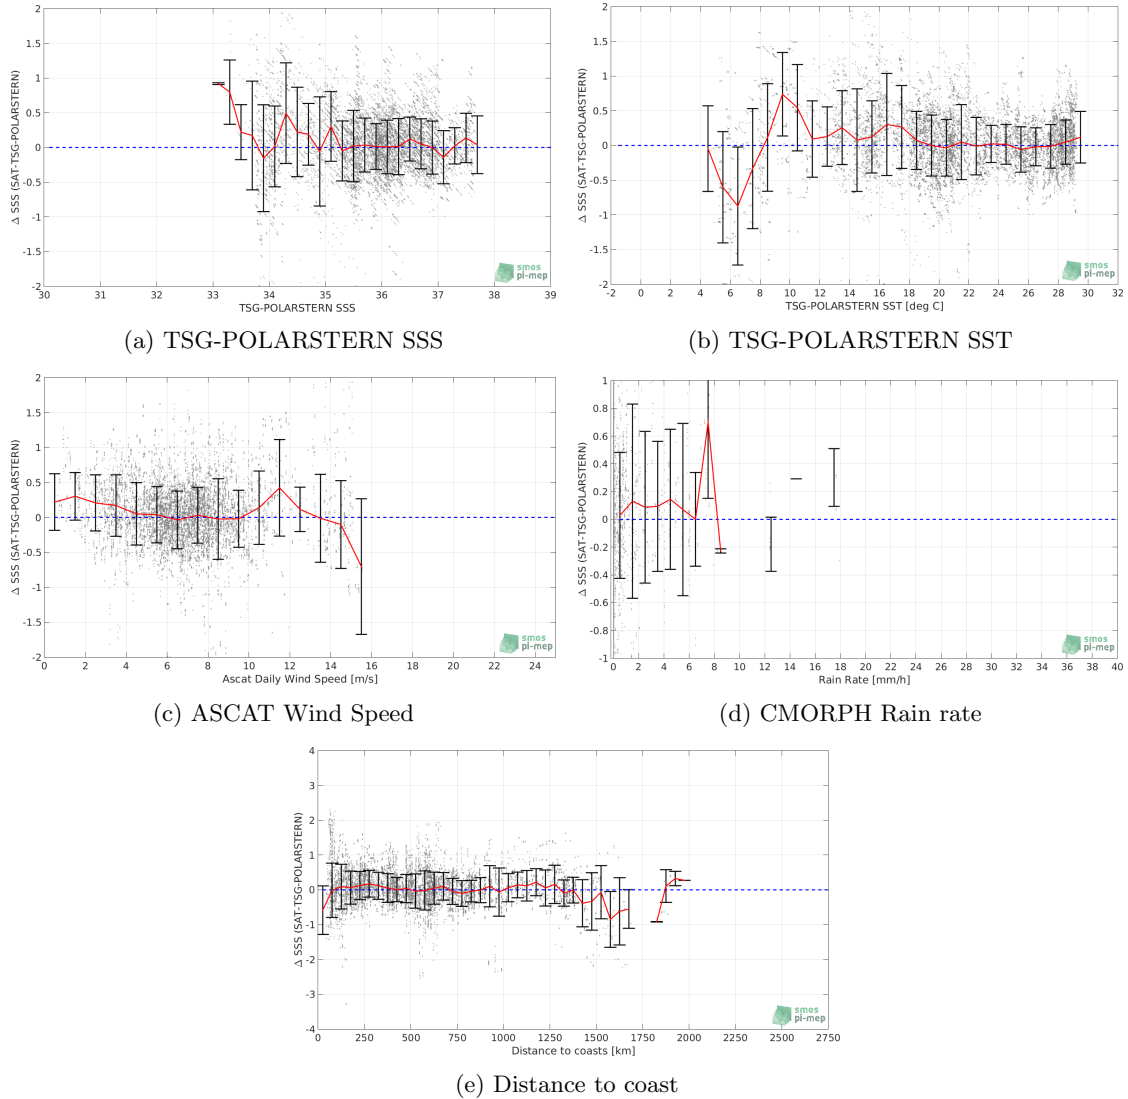 2
1.5
1
0.5
0
-0.5
-1
-1.5
-2
Δ SSS (SAT-TSG-POLARSTERN)
30 31 32 33 34 35 36 37 38 39
TSG-POLARSTERN SSS
smos
pi-mep
(a) TSG-POLARSTERN SSS
2
1.5
1
0.5
0
-0.5
-1
-1.5
-2
Δ SSS (SAT-TSG-POLARSTERN)
-2 0 2 4 6 8 10 12 14 16 18 20 22 24 26 28 30 32
TSG-POLARSTERN SST [deg C]
smos
pi-mep
(b) TSG-POLARSTERN SST
2
1.5
1
0.5
0
-0.5
-1
-1.5
-2
Δ SSS (SAT-TSG-POLARSTERN)
0 2 4 6 8 10 12 14 16 18 20 22 24
Ascat Daily Wind Speed [m/s]
smos
pi-mep
(c) ASCAT Wind Speed
1
0.8
0.6
0.4
0.2
0
-0.2
-0.4
-0.6
-0.8
-1
Δ SSS (SAT-TSG-POLARSTERN)
0 2 4 6 8 10 12 14 16 18 20 22 24 26 28 30 32 34 36 38 40
Rain Rate [mm/h]
smos
pi-mep
(d) CMORPH Rain rate
4
3
2
1
0
-1
-2
-3
-4
Δ SSS (SAT-TSG-POLARSTERN)
0 250 500 750 1000 1250 1500 1750 2000 2250 2500 2750
Distance to coasts [km]
smos
pi-mep
(e) Distance to coast